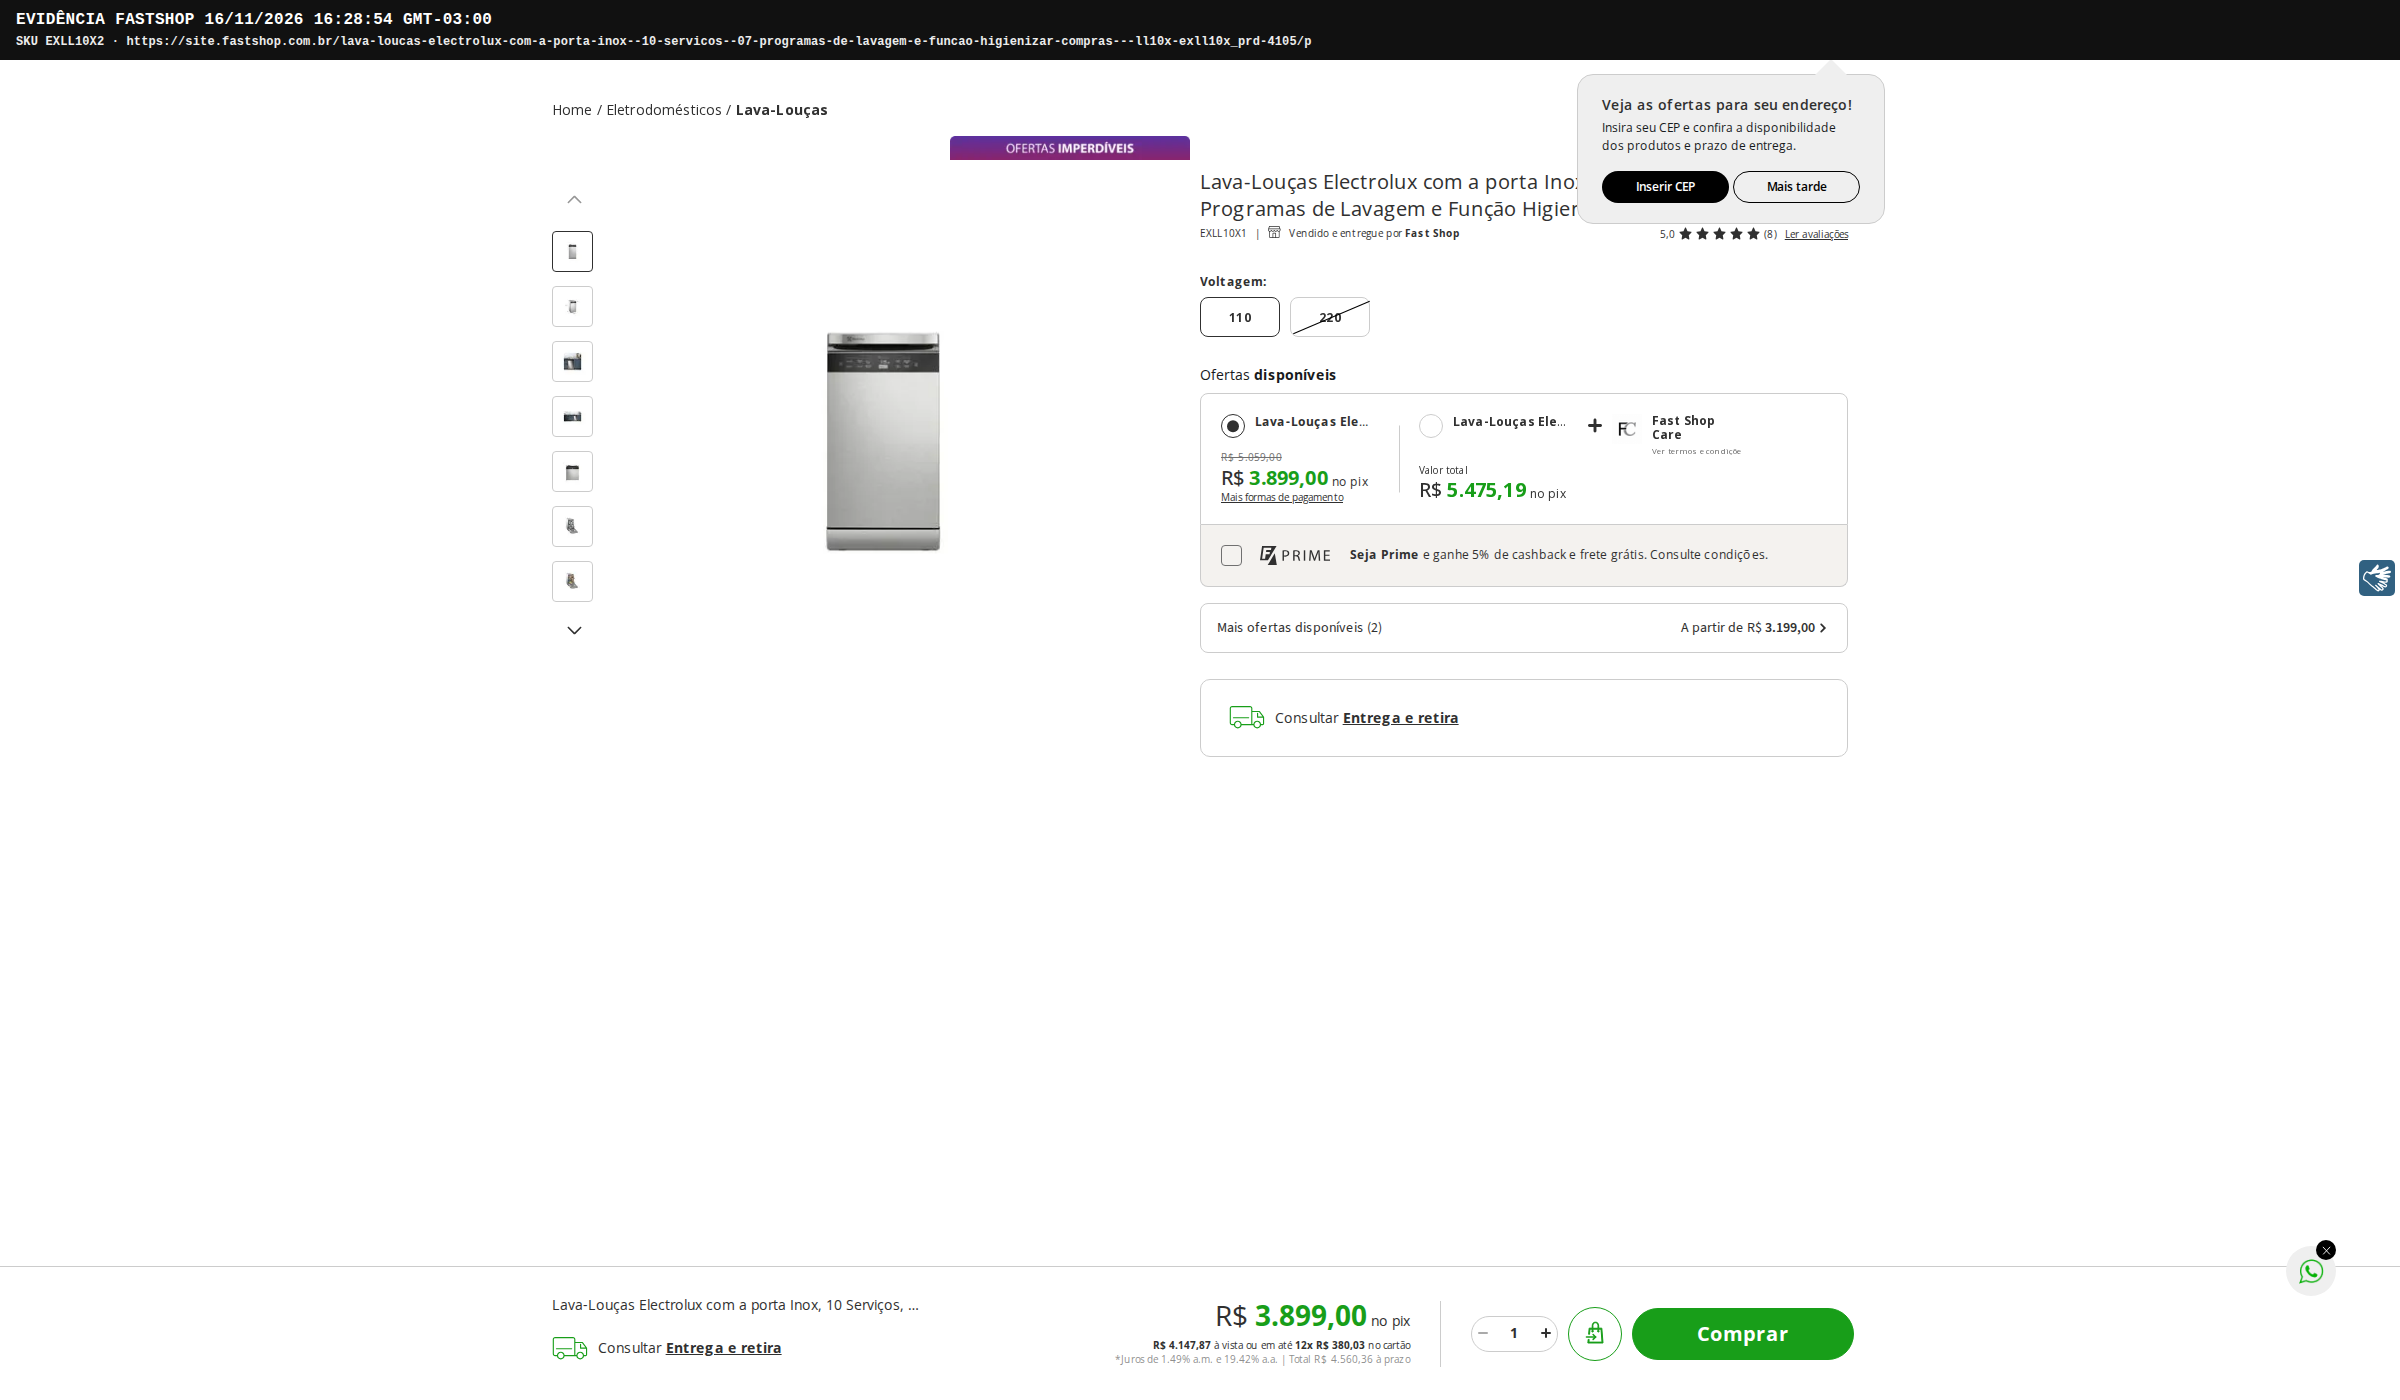 EVIDÊNCIA FASTSHOP 16/11/2026 16:28:54 GMT-03:00
SKU EXLL10X2 · https://site.fastshop.com.br/lava-loucas-electrolux-com-a-porta-inox--10-servicos--07-programas-de-lavagem-e-funcao-higienizar-compras---ll10x-exll10x_prd-4105/p
Veja as ofertas para seu endereço!
Insira seu CEP e confira a disponibilidade
dos produtos e prazo de entrega.
Inserir CEP
Mais tarde
Home / Eletrodomésticos / Lava-Louças
OFERTAS IMPERDÍVEIS
Lava-Louças Electrolux com a porta Inox
Programas de Lavagem e Função Higien
EXLL10X1 | Vendido e entregue por Fast Shop
5,0 (8) Ler avaliações
Voltagem:
110
220
Ofertas disponíveis
Lava-Louças Ele...
R$ 5.059,00
R$ 3.899,00 no pix
Mais formas de pagamento
Lava-Louças Ele...
+
FC
Fast Shop
Care
Ver termos e condiçõe
Valor total
R$ 5.475,19 no pix
PRIME
Seja Prime e ganhe 5% de cashback e frete grátis. Consulte condições.
Mais ofertas disponíveis (2)
A partir de R$ 3.199,00
Consultar Entrega e retira
Lava-Louças Electrolux com a porta Inox, 10 Serviços, ...
Consultar Entrega e retira
R$ 3.899,00 no pix
R$ 4.147,87 à vista ou em até 12x R$ 380,03 no cartão
*Juros de 1.49% a.m. e 19.42% a.a. | Total R$ 4.560,36 à prazo
1
Comprar